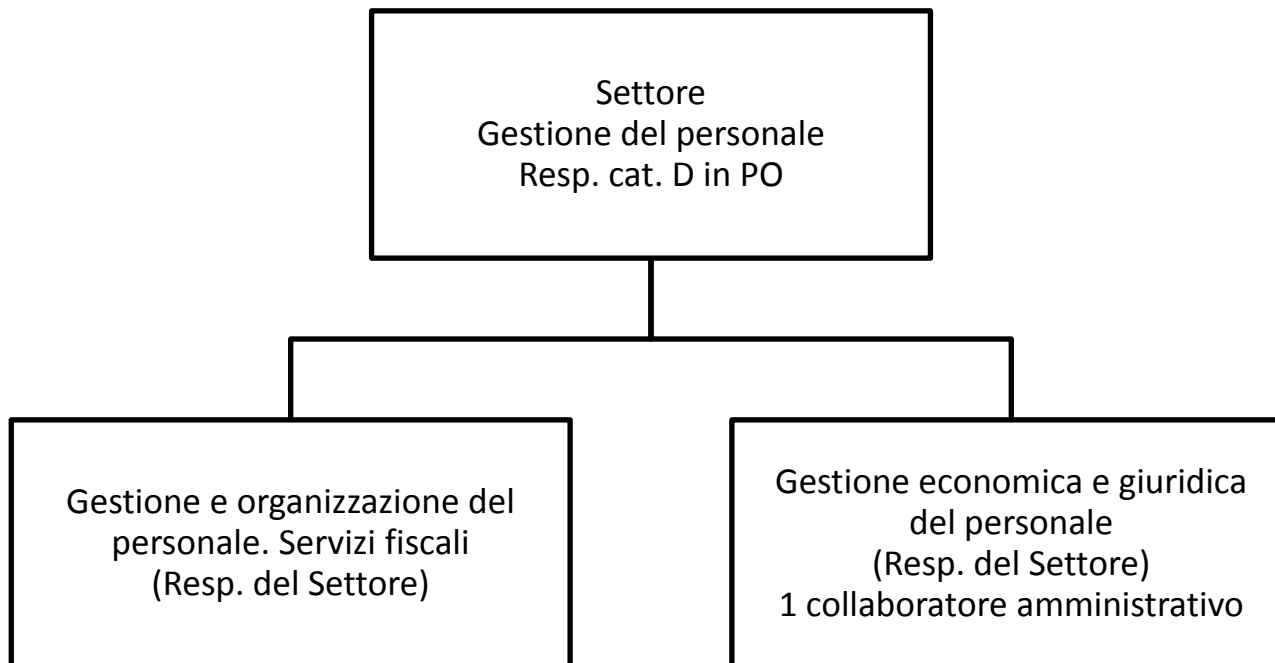 Settore
Gestione del personale
Resp. cat. D in PO
Gestione e organizzazione del
personale. Servizi fiscali
(Resp. del Settore)
Gestione economica e giuridica
del personale
(Resp. del Settore)
1 collaboratore amministrativo